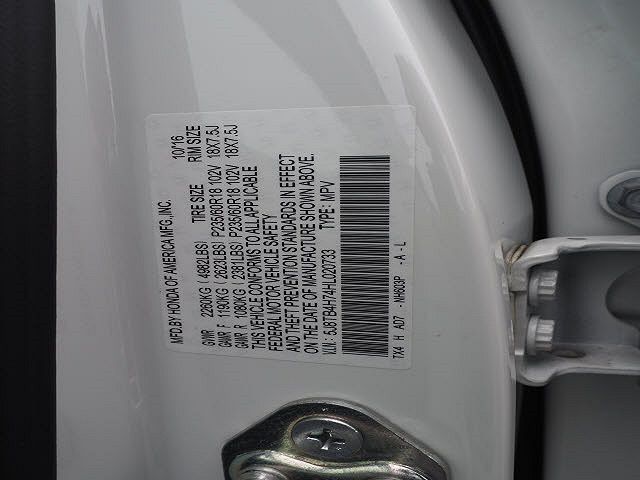 MFD.BY HONDA OF AMERICA MFG.,INC. 10/16
TIRE SIZE RIM SIZE
GVWR 2260KG ( 4982LBS)
GAWR F 1190KG ( 2624LBS) P235/60R18 102V 18X7.5J
GAWR R 1080KG ( 2381LBS) P235/60R18 102V 18X7.5J
THIS VEHICLE CONFORMS TO ALL APPLICABLE
FEDERAL MOTOR VEHICLE SAFETY
AND THEFT PREVENTION STANDARDS IN EFFECT
ON THE DATE OF MANUFACTURE SHOWN ABOVE.
V.I.N.: 5J8TB4H74HL020733 TYPE: MPV
TX4 H AD7 - NH603P - A - L